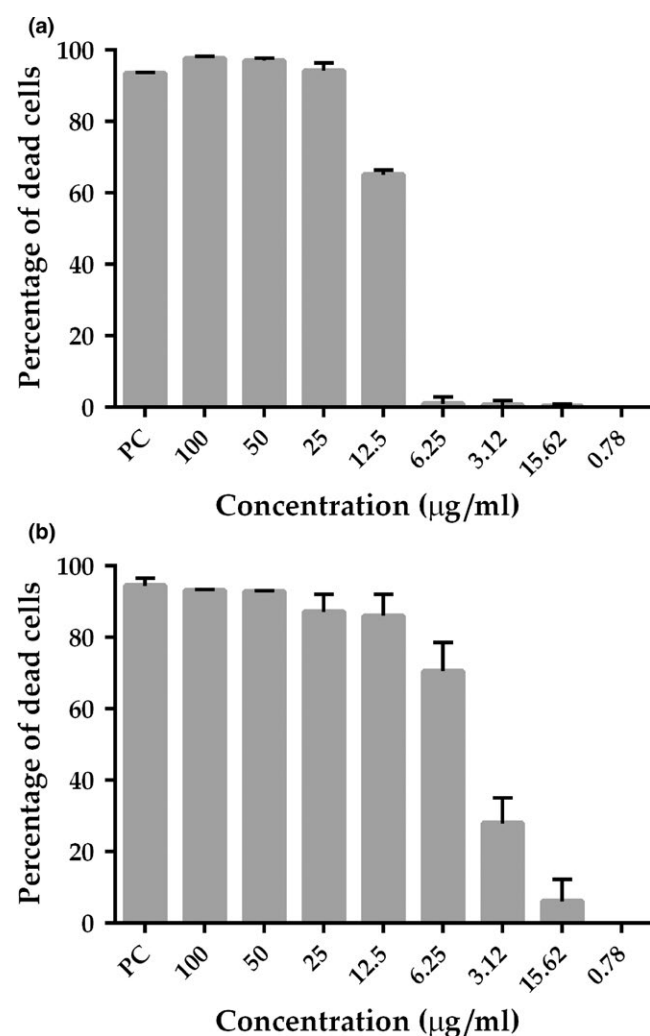 (a)
Percentage of dead cells
100
80
60
40
20
0
PC 100 50 25 12.5 6.25 3.12 15.62 0.78
Concentration (μg/ml)
(b)
Percentage of dead cells
100
80
60
40
20
0
PC 100 50 25 12.5 6.25 3.12 15.62 0.78
Concentration (μg/ml)